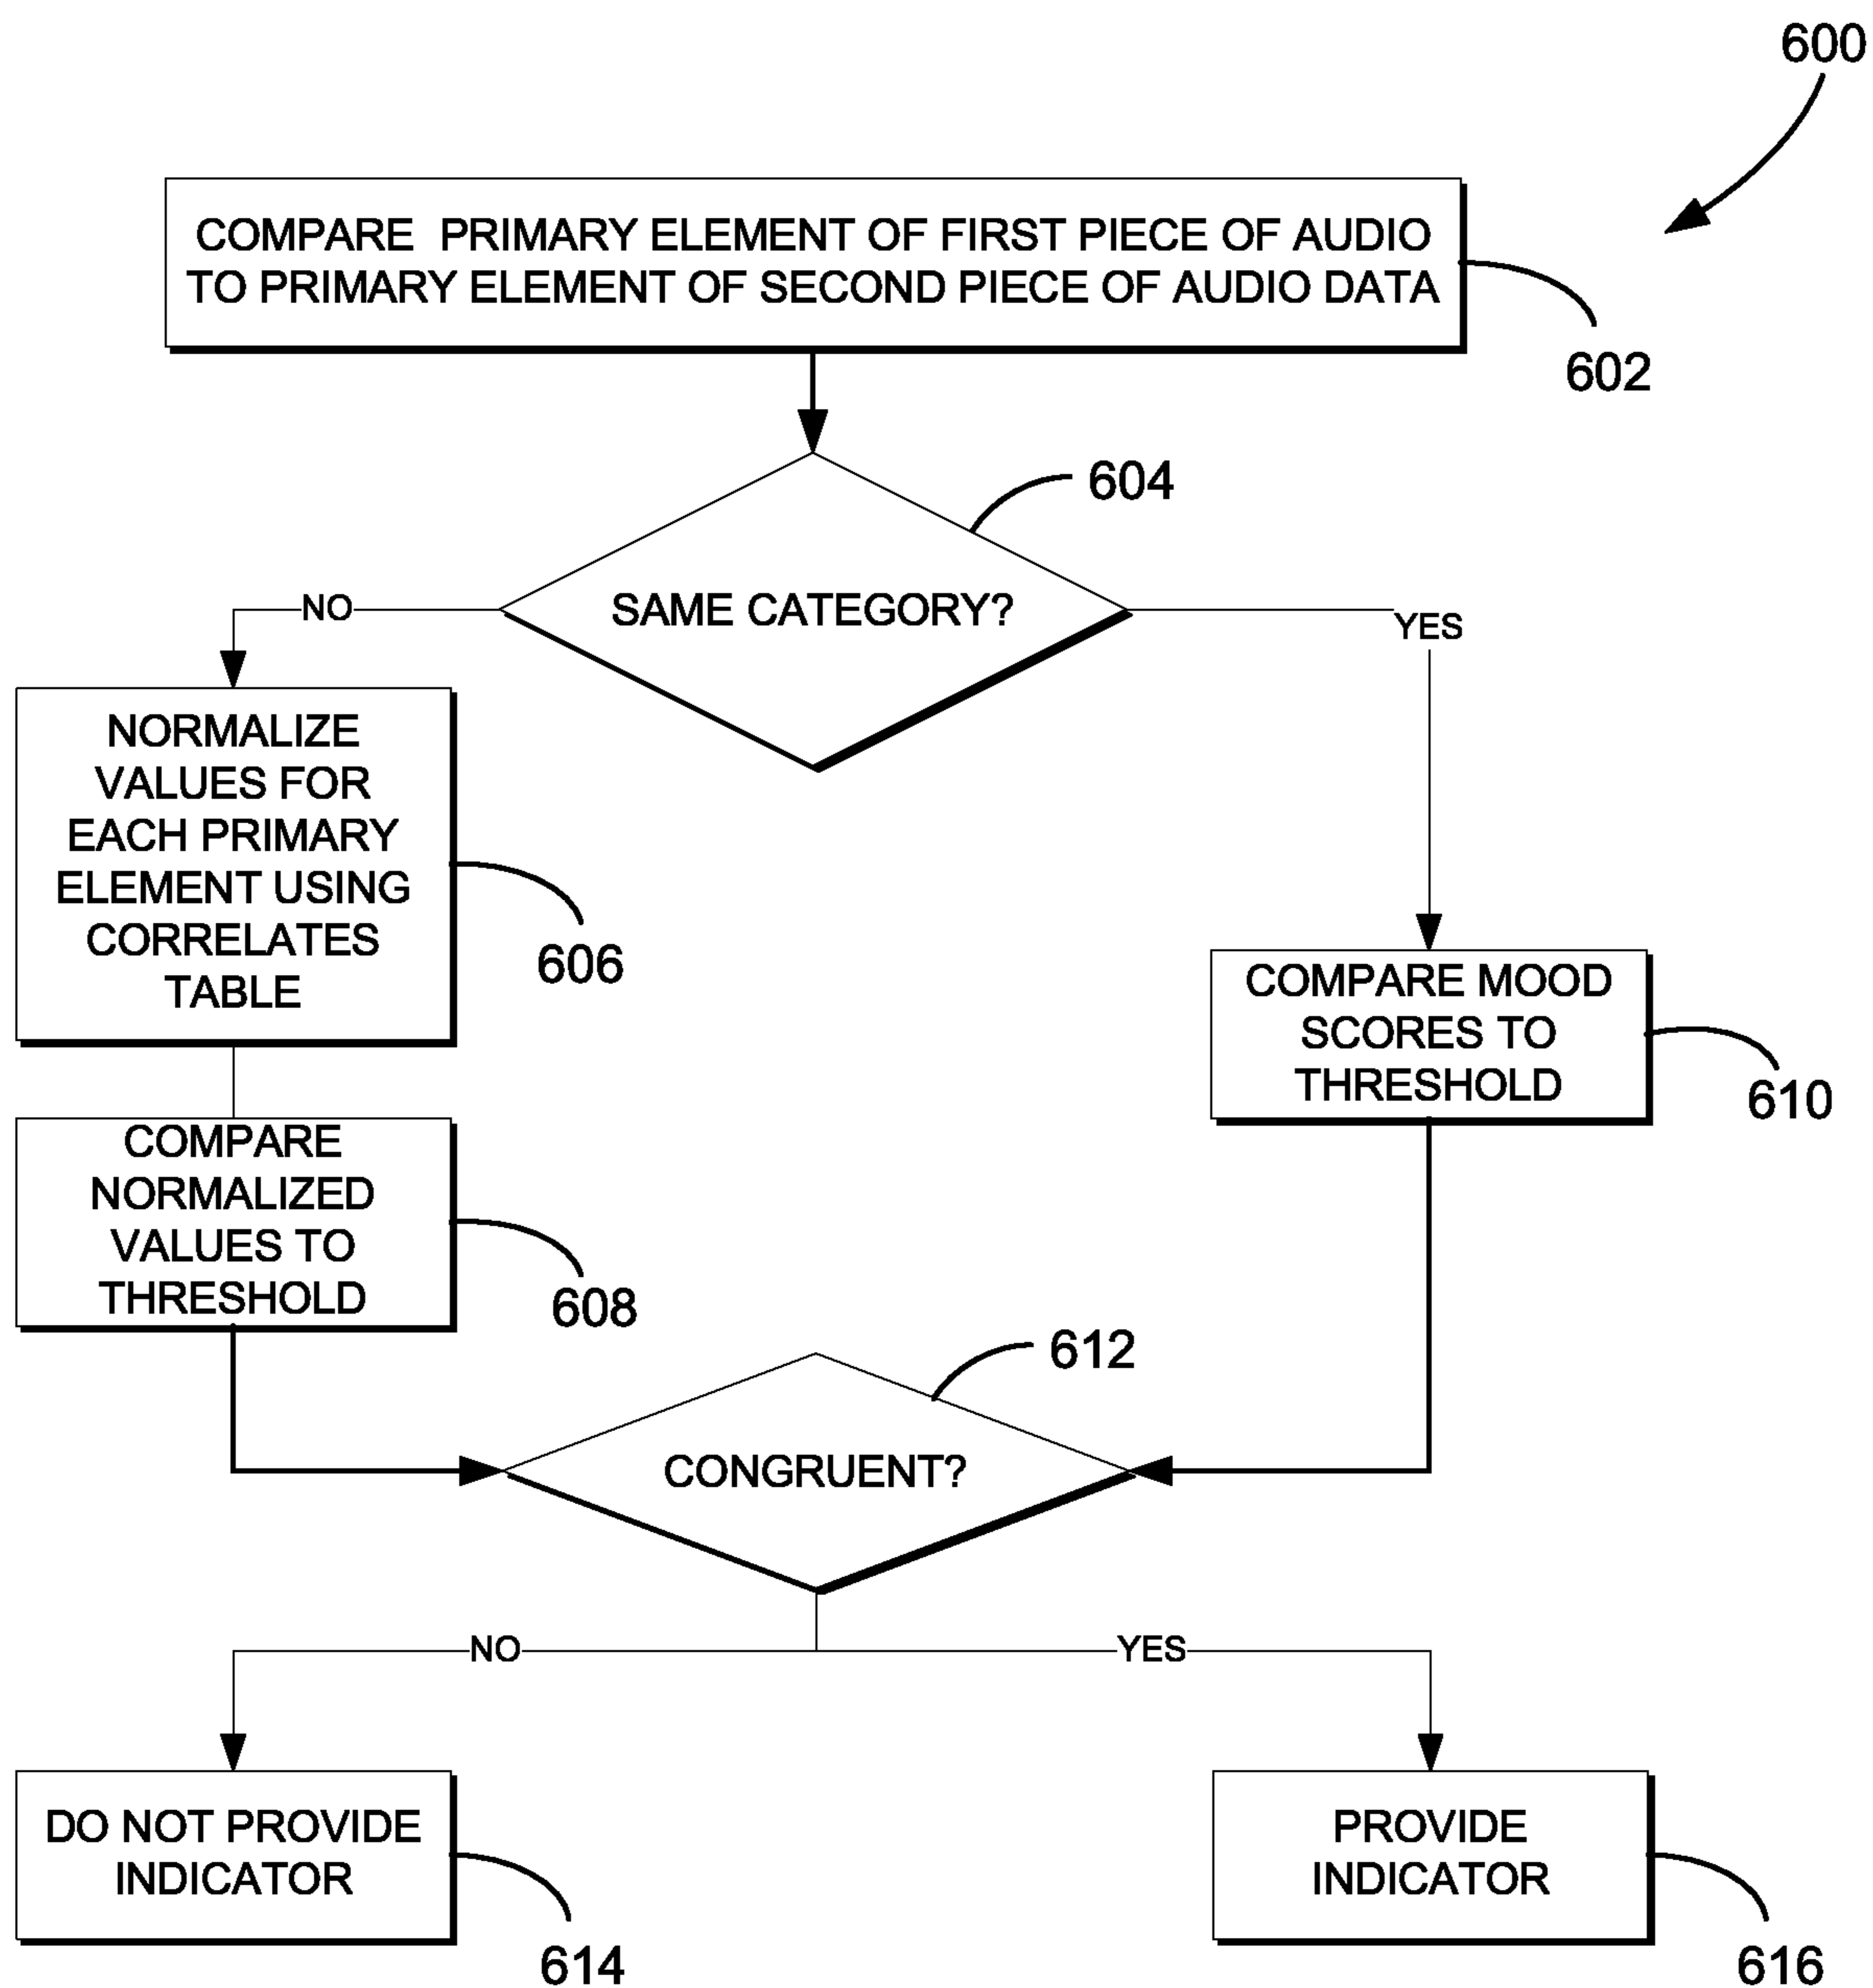 600
COMPARE PRIMARY ELEMENT OF FIRST PIECE OF AUDIO
TO PRIMARY ELEMENT OF SECOND PIECE OF AUDIO DATA
602
604
SAME CATEGORY?
NO
YES
NORMALIZE
VALUES FOR
EACH PRIMARY
ELEMENT USING
CORRELATES
TABLE
606
COMPARE MOOD
SCORES TO
THRESHOLD
610
COMPARE
NORMALIZED
VALUES TO
THRESHOLD
608
612
CONGRUENT?
NO
YES
DO NOT PROVIDE
INDICATOR
614
PROVIDE
INDICATOR
616